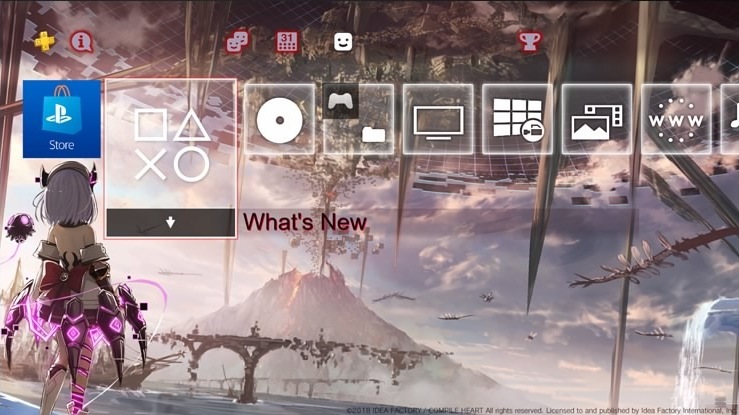 31
Store
WWW
What's New
©2018 IDEA FACTORY / COMPILE HEART All rights reserved. Licensed to and published by Idea Factory International, Inc.